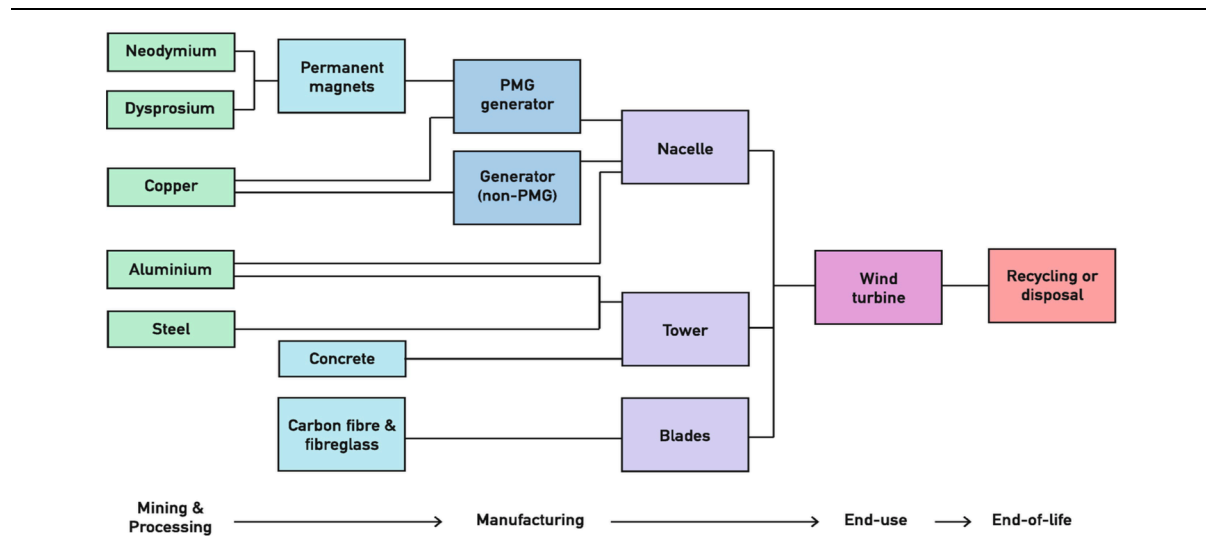 Neodymium
Dysprosium
Permanent
magnets
PMG
generator
Copper
Generator
(non-PMG)
Nacelle
Aluminium
Steel
Concrete
Tower
Carbon fibre &
fibreglass
Blades
Wind
turbine
Recycling or
disposal
Mining &
Processing
Manufacturing
End-use
End-of-life